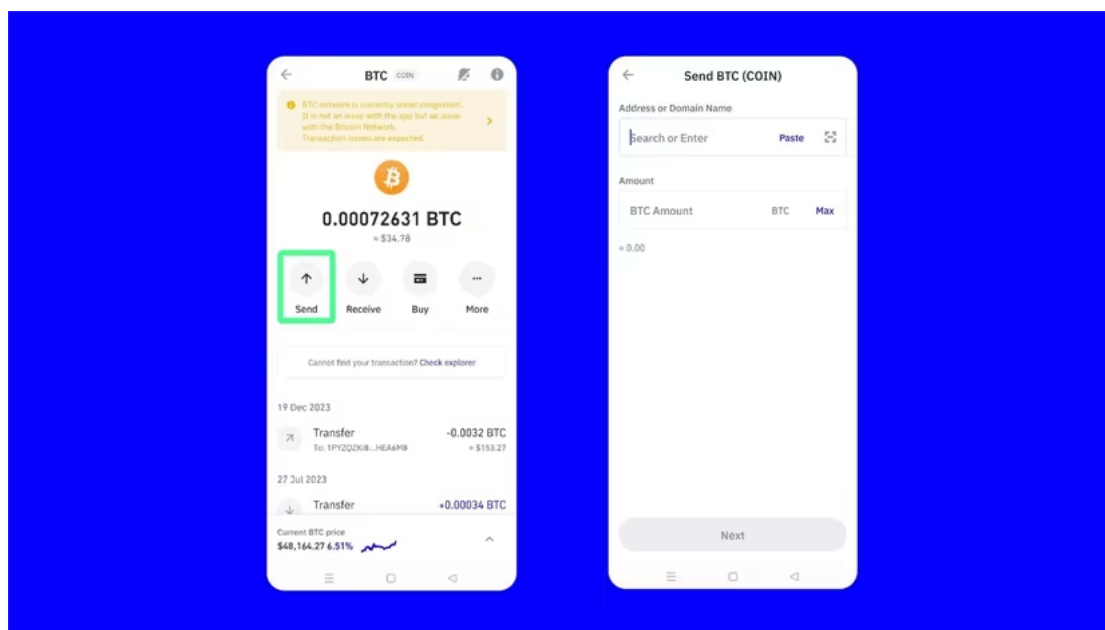 BTC COIN
BTC network is currently under congestion.
It is not an issue with the app but an issue
with the Bitcoin Network.
Transaction issues are expected.
0.00072631 BTC
≈ $34.78
Send Receive Buy More
Cannot find your transaction? Check explorer
19 Dec 2023
Transfer -0.0032 BTC
To: 1PYZQZKi8...HEA6M8 ≈ $153.27
27 Jul 2023
Transfer +0.00034 BTC
Current BTC price
$48,164.27 6.51%
Send BTC (COIN)
Address or Domain Name
Search or Enter Paste
Amount
BTC Amount BTC Max
≈ 0.00
Next